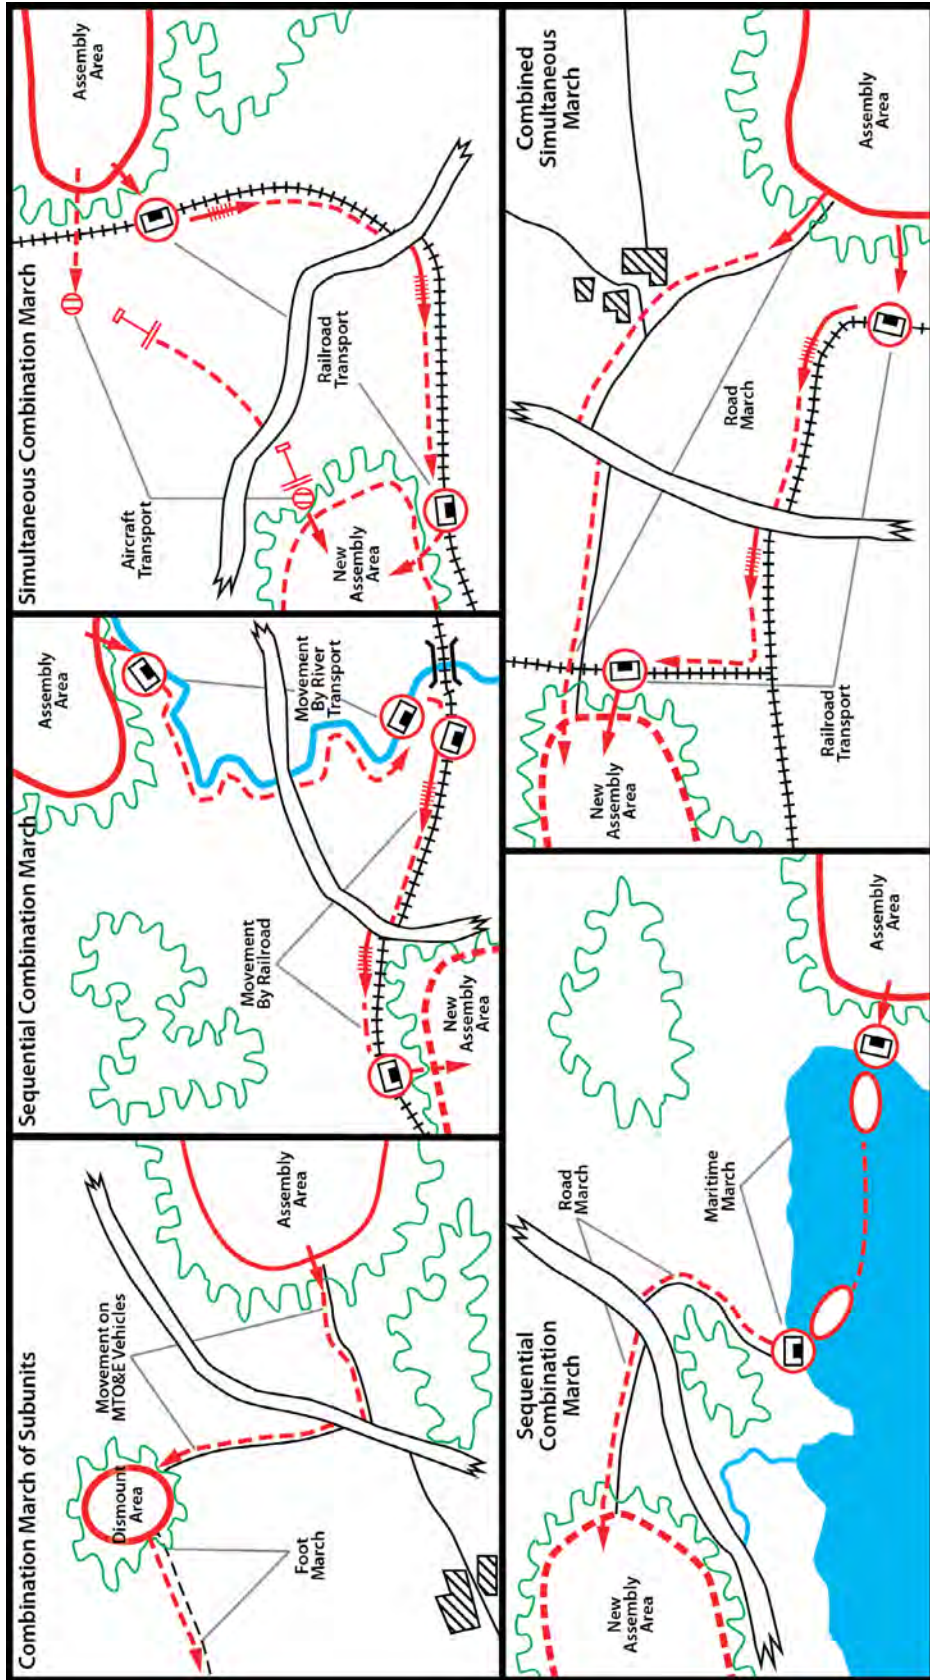 Combination March of Subunits
Movement on
MTO&E Vehicles
Assembly
Area
Dismount
Area
Foot
March
Sequential Combination March
Assembly
Area
Movement
By River
Transport
Movement
By Railroad
New
Assembly
Area
Simultaneous Combination March
Assembly
Area
Aircraft
Transport
Railroad
Transport
New
Assembly
Area
Sequential
Combination
March
Road
March
Maritime
March
Assembly
Area
New
Assembly
Area
Combined
Simultaneous
March
Road
March
Assembly
Area
New
Assembly
Area
Railroad
Transport